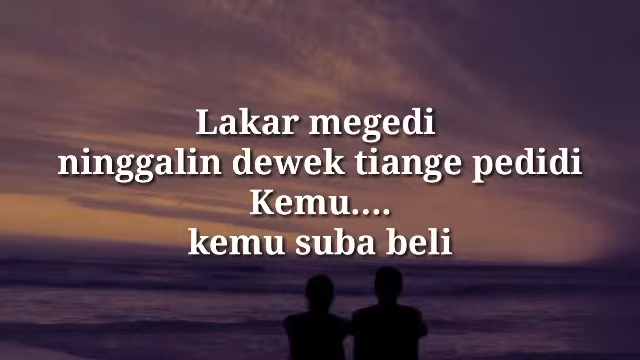 Lakar megedi
ninggalin dewek tiange pedidi
Kemu....
kemu suba beli